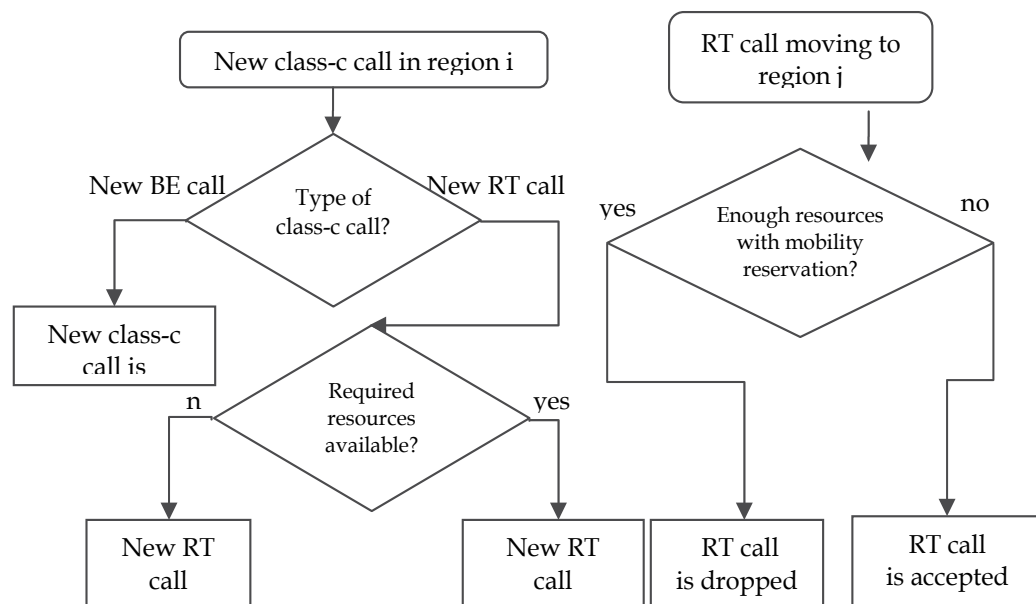 New class-c call in region i
RT call moving to
region j
New BE call
Type of
class-c call?
New RT call
yes
Enough resources
with mobility
reservation?
no
New class-c
call is
n
Required
resources
available?
yes
New RT
call
New RT
call
RT call
is dropped
RT call
is accepted